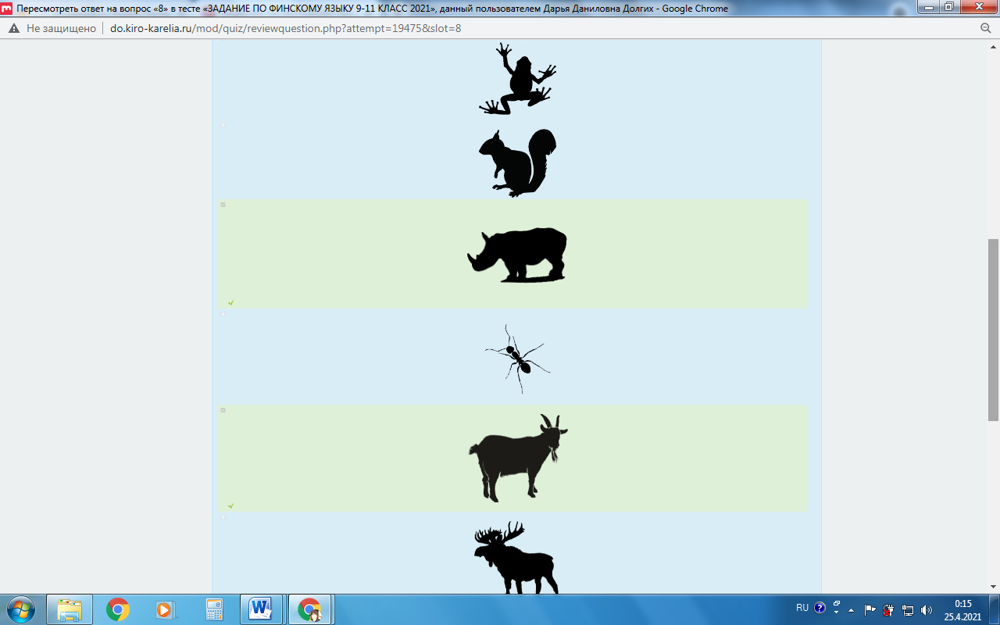 Пересмотреть ответ на вопрос «8» в тесте «ЗАДАНИЕ ПО ФИНСКОМУ ЯЗЫКУ 9-11 КЛАСС 2021», данный пользователем Дарья Даниловна Долгих - Google Chrome
Не защищено do.kiro-karelia.ru/mod/quiz/reviewquestion.php?attempt=19475&slot=8
RU 0:15
25.4.2021